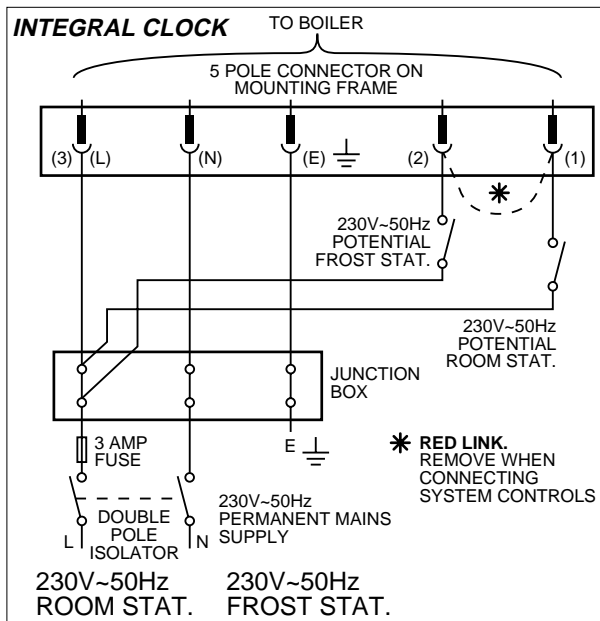 INTEGRAL CLOCK
TO BOILER
5 POLE CONNECTOR ON
MOUNTING FRAME
(3) (L) (N) (E) (2) (1)
230V~50Hz
POTENTIAL
FROST STAT.
230V~50Hz
POTENTIAL
ROOM STAT.
JUNCTION
BOX
3 AMP
FUSE
E
* RED LINK.
REMOVE WHEN
CONNECTING
SYSTEM CONTROLS
DOUBLE
POLE
ISOLATOR
L N
230V~50Hz
PERMANENT MAINS
SUPPLY
230V~50Hz
ROOM STAT.
230V~50Hz
FROST STAT.